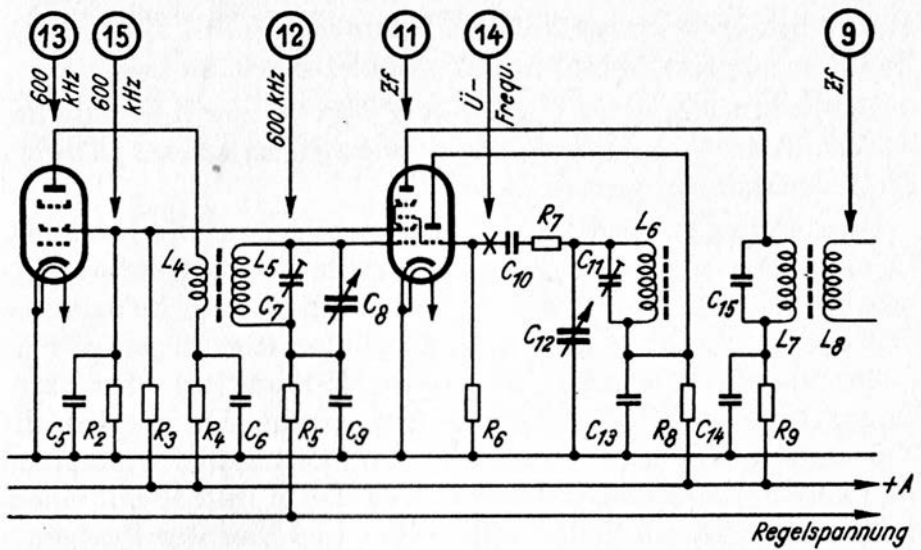 13 15 12 11 14 9
600 kHz
600 kHz
600 kHz
Zf
Ü-Frequ.
Zf
L4 L5 C7 C8 C10 R7 C11 L6 C12 C15 L7 L8
C5 R2 R3 R4 C6 R5 C9 R6 C13 R8 C14 R9
+A
Regelspannung